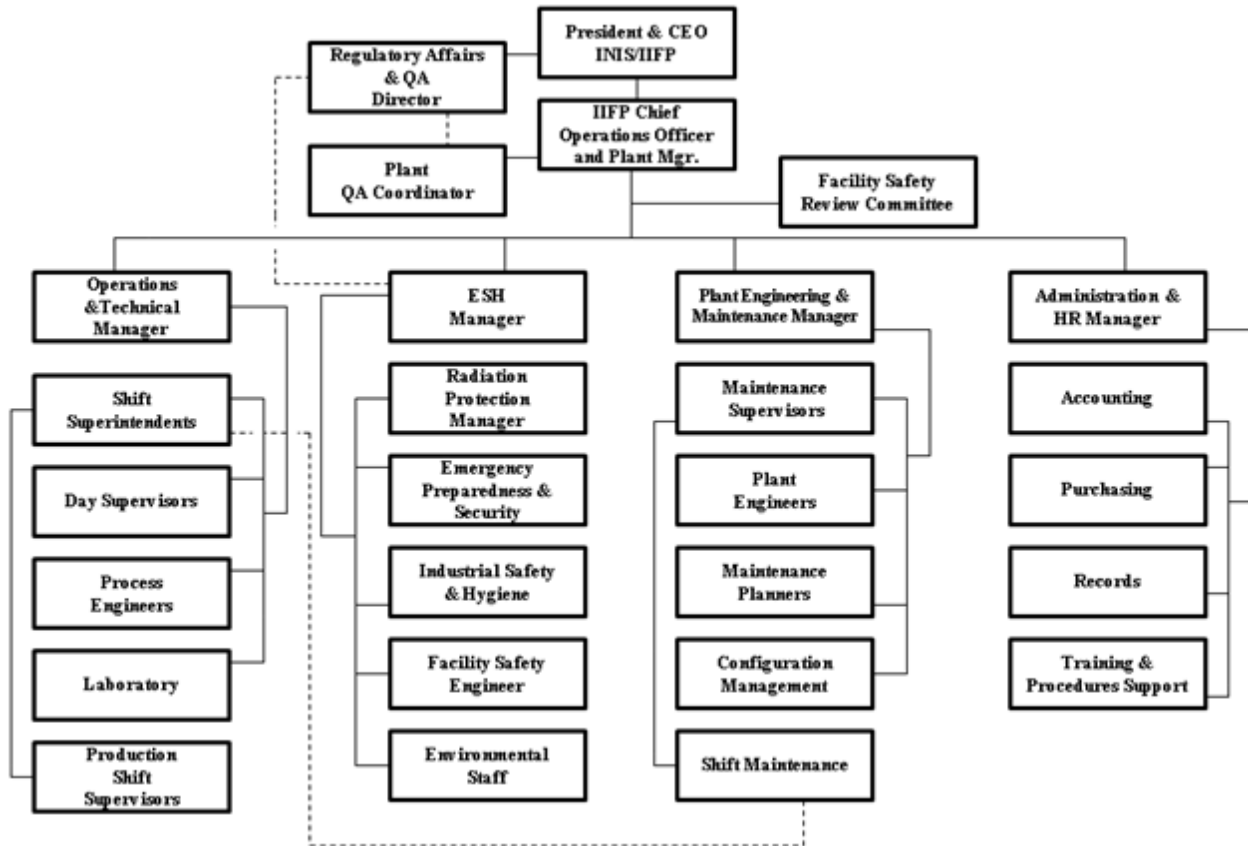 President & CEO
INIS/IIFP
Regulatory Affairs
& QA
Director
IIFP Chief
Operations Officer
and Plant Mgr.
Plant
QA Coordinator
Facility Safety
Review Committee
Operations
&Technical
Manager
Shift
Superintendents
Day Supervisors
Process
Engineers
Laboratory
Production
Shift
Supervisors
ESH
Manager
Radiation
Protection
Manager
Emergency
Preparedness &
Security
Industrial Safety
& Hygiene
Facility Safety
Engineer
Environmental
Staff
Plant Engineering &
Maintenance Manager
Maintenance
Supervisors
Plant
Engineers
Maintenance
Planners
Configuration
Management
Shift Maintenance
Administration &
HR Manager
Accounting
Purchasing
Records
Training &
Procedures Support